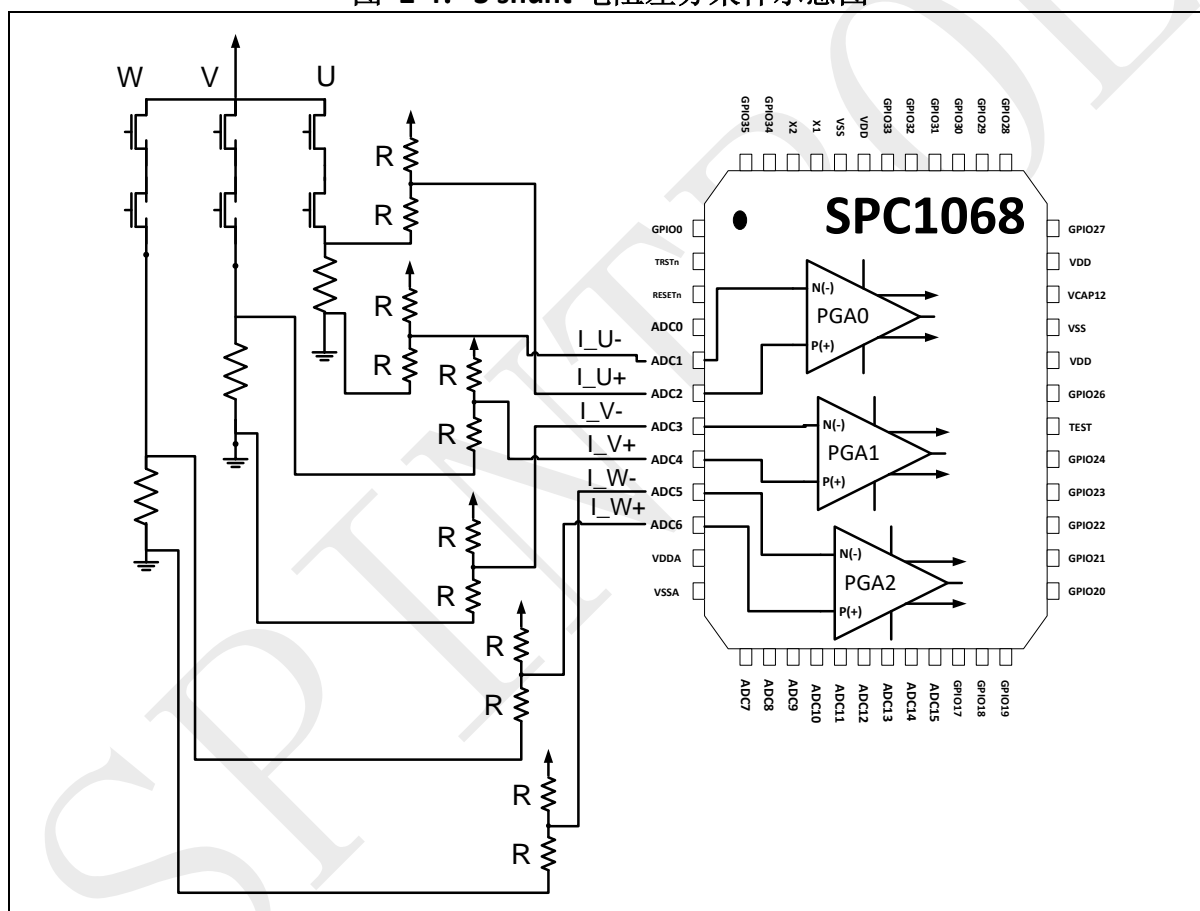 W V U
R
R
R
R
R
R
R
R
R
R
R
R
I_U-
I_U+
I_V-
I_V+
I_W-
I_W+
GPIO35 GPIO34 X2 X1 VSS VDD GPIO33 GPIO32 GPIO31 GPIO30 GPIO29 GPIO28
SPC1068
GPIO0
TRSTn
RESETn
ADC0
ADC1
ADC2
ADC3
ADC4
ADC5
ADC6
VDDA
VSSA
N(-)
PGA0
P(+)
N(-)
PGA1
P(+)
N(-)
PGA2
P(+)
GPIO27
VDD
VCAP12
VSS
VDD
GPIO26
TEST
GPIO24
GPIO23
GPIO22
GPIO21
GPIO20
ADC7 ADC8 ADC9 ADC10 ADC11 ADC12 ADC13 ADC14 ADC15 GPIO17 GPIO18 GPIO19